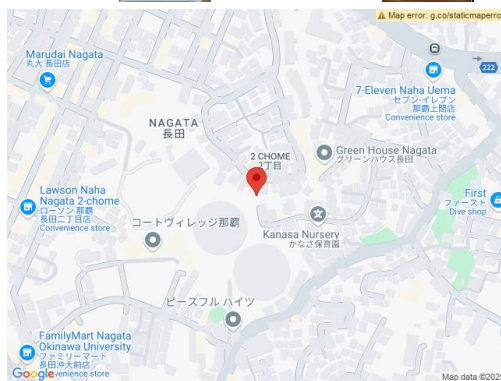 Map error: g.co/staticmaperro
Marudai Nagata
丸大 長田店
222
7-Eleven Naha Uema
セブン-イレブン
那覇上間店
Convenience store
NAGATA
長田
2 CHOME
2丁目
Green House Nagata
グリーンハウス長田
Lawson Naha
Nagata 2-chome
ローソン 那覇
長田二丁目店
Convenience store
First
ファースト
Dive shop
コートヴィレッジ那覇
Kanasa Nursery
かなさ保育園
ピースフル ハイツ
FamilyMart Nagata
Okinawa University
ファミリーマート
長田沖大前店
Convenience store
Google
Map data ©2025